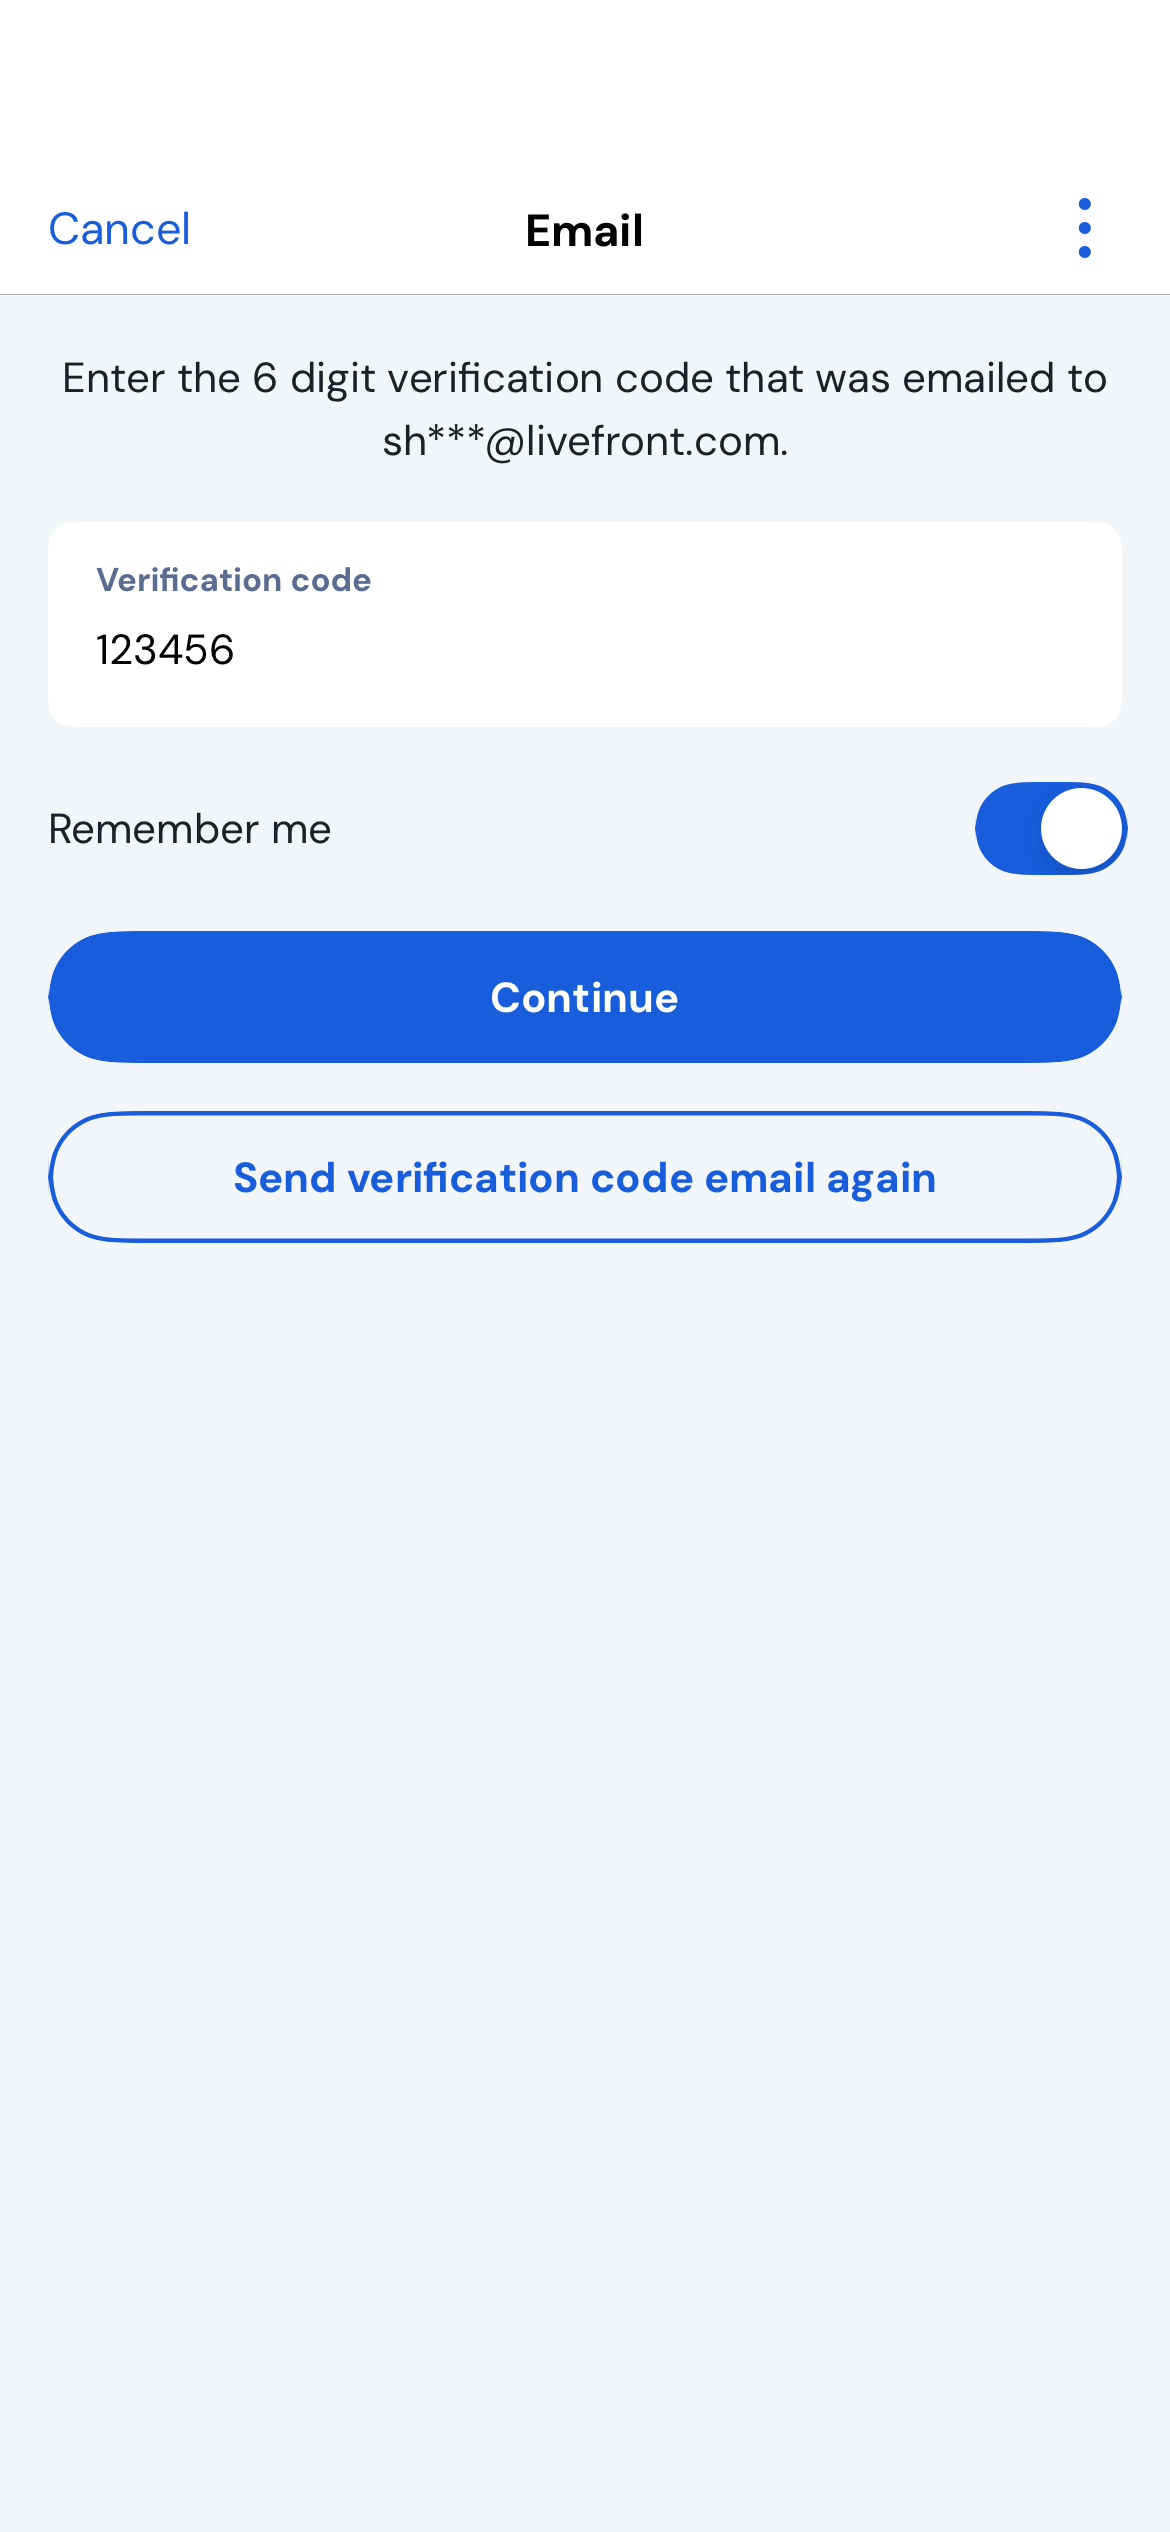 Cancel
Email
Enter the 6 digit verification code that was emailed to
sh***@livefront.com.
Verification code
123456
Remember me
Continue
Send verification code email again